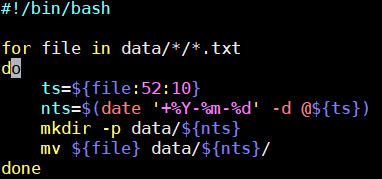 #!/bin/bash
for file in data/*/*.txt
do
ts=${file:52:10}
nts=$(date '+%Y-%m-%d' -d @${ts})
mkdir -p data/${nts}
mv ${file} data/${nts}/
done